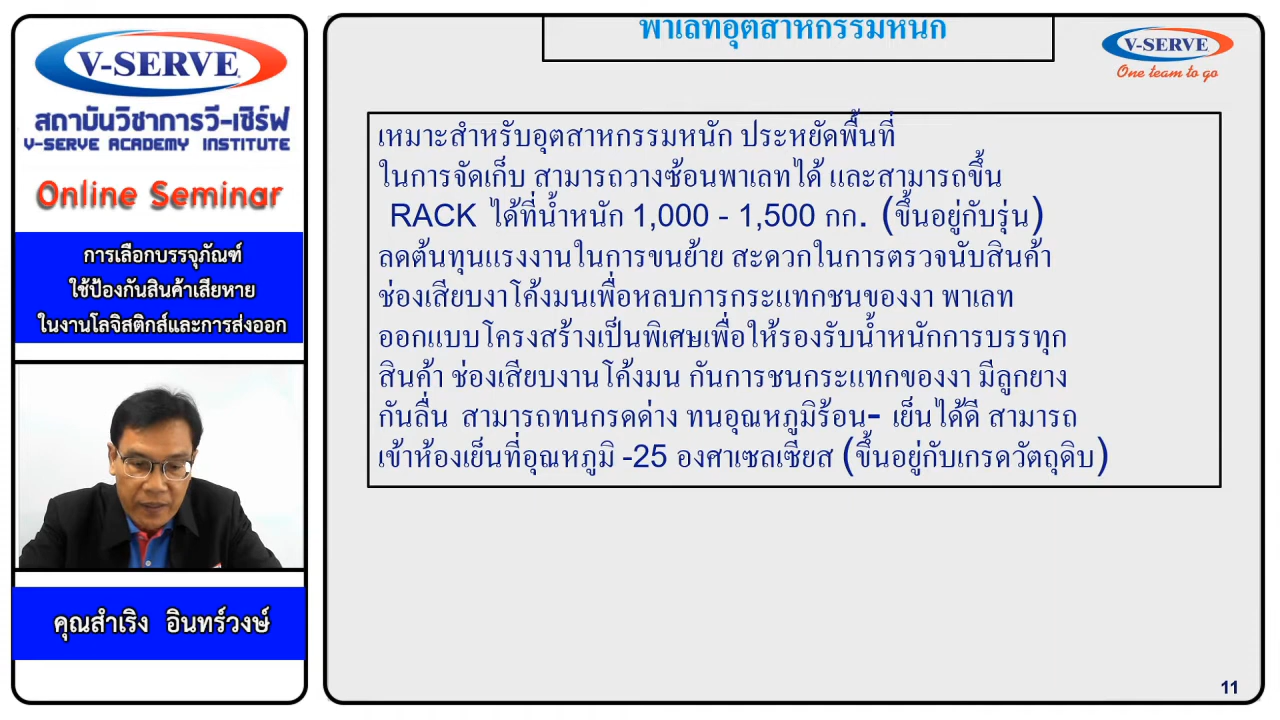 V-SERVE
สถาบันวิชาการวี-เซิร์ฟ
V-SERVE ACADEMY INSTITUTE
Online Seminar
การเลือกบรรจุภัณฑ์
ใช้ป้องกันสินค้าเสียหาย
ในงานโลจิสติกส์และการส่งออก
คุณสำเริง อินทร์วงษ์
พาเลทอุตสาหกรรมหนัก
V-SERVE
One team to go
เหมาะสำหรับอุตสาหกรรมหนัก ประหยัดพื้นที่
ในการจัดเก็บ สามารถวางซ้อนพาเลทได้ และสามารถขึ้น
RACK ได้ที่น้ำหนัก 1,000 - 1,500 กก. (ขึ้นอยู่กับรุ่น)
ลดต้นทุนแรงงานในการขนย้าย สะดวกในการตรวจนับสินค้า
ช่องเสียบงาโค้งมนเพื่อหลบการกระแทกชนของงา พาเลท
ออกแบบโครงสร้างเป็นพิเศษเพื่อให้รองรับน้ำหนักการบรรทุก
สินค้า ช่องเสียบงานโค้งมน กันการชนกระแทกของงา มีลูกยาง
กันลื่น สามารถทนกรดด่าง ทนอุณหภูมิร้อน- เย็นได้ดี สามารถ
เข้าห้องเย็นที่อุณหภูมิ -25 องศาเซลเซียส (ขึ้นอยู่กับเกรดวัตถุดิบ)
11